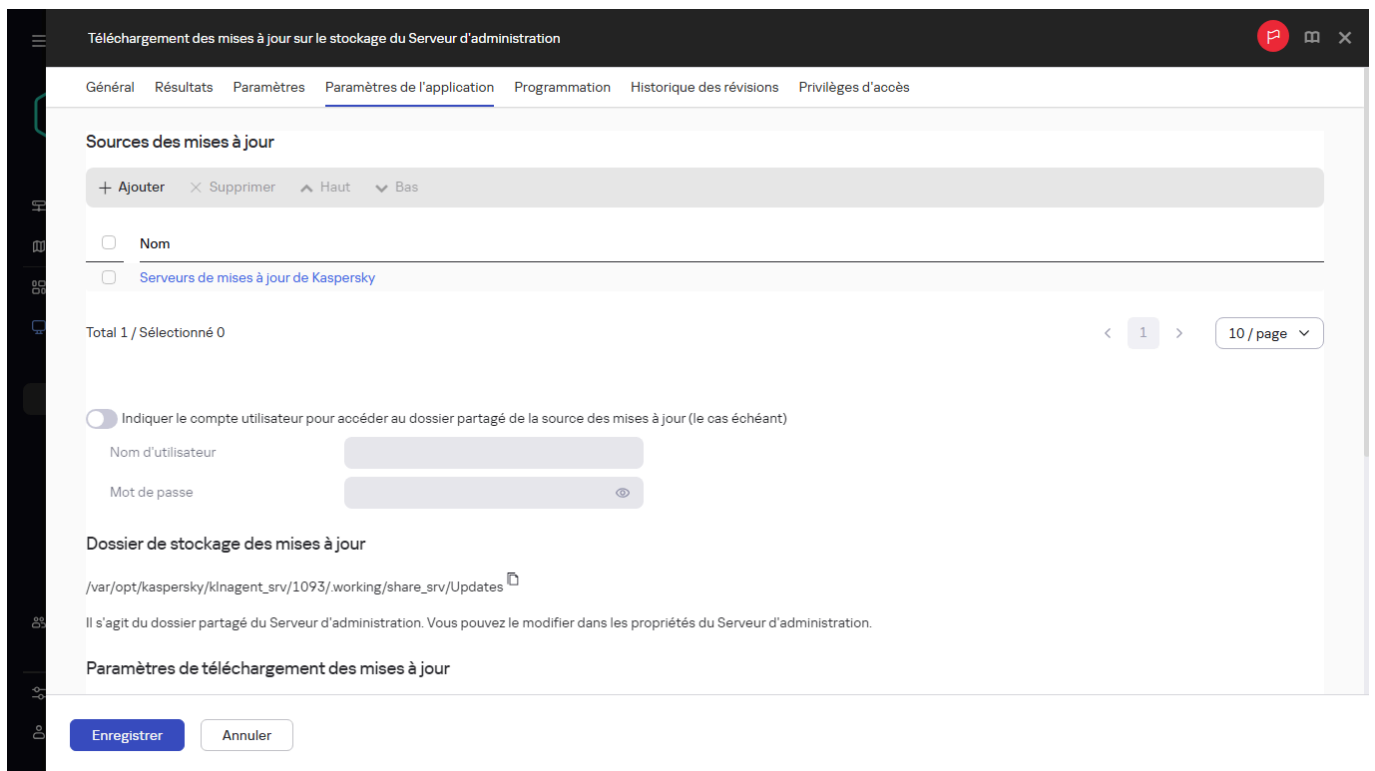 Téléchargement des mises à jour sur le stockage du Serveur d'administration
Général Résultats Paramètres Paramètres de l'application Programmation Historique des révisions Privilèges d'accès
Sources des mises à jour
Ajouter Supprimer Haut Bas
Nom
Serveurs de mises à jour de Kaspersky
Total 1 / Sélectionné 0
1
10 / page
Indiquer le compte utilisateur pour accéder au dossier partagé de la source des mises à jour (le cas échéant)
Nom d'utilisateur
Mot de passe
Dossier de stockage des mises à jour
/var/opt/kaspersky/klnagent_srv/1093/.working/share_srv/Updates
Il s'agit du dossier partagé du Serveur d'administration. Vous pouvez le modifier dans les propriétés du Serveur d'administration.
Paramètres de téléchargement des mises à jour
Enregistrer Annuler